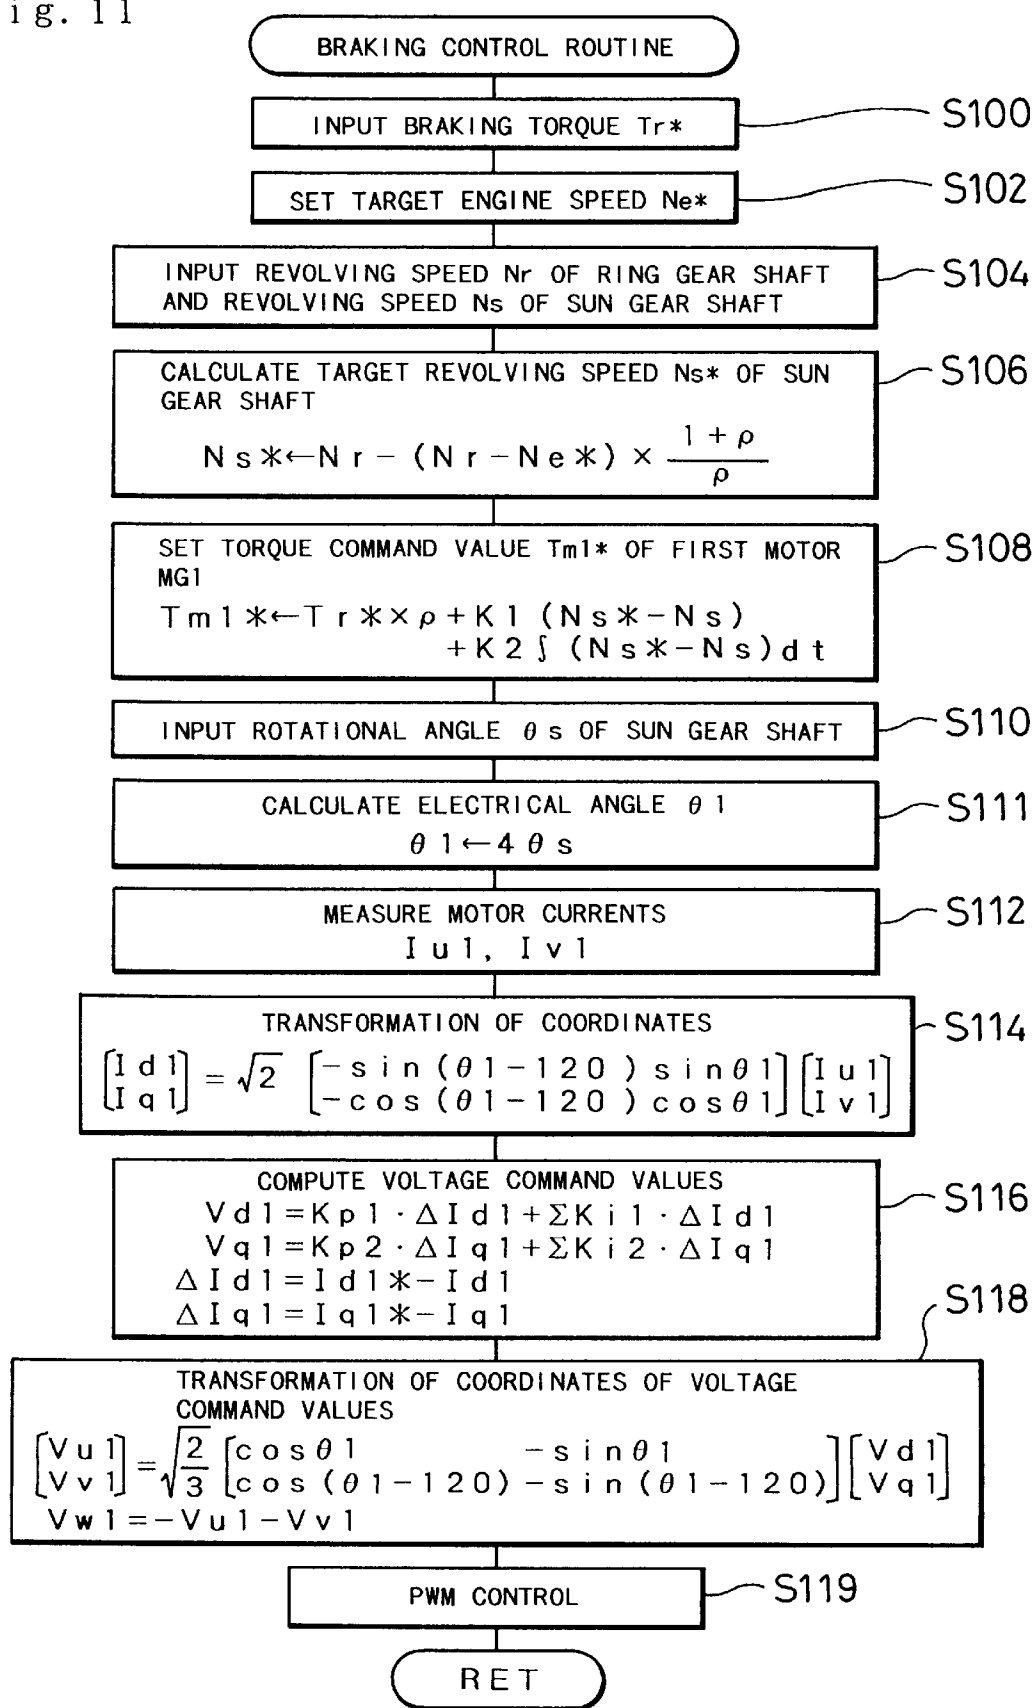 ig. 11
BRAKING CONTROL ROUTINE
INPUT BRAKING TORQUE Tr*
S100
SET TARGET ENGINE SPEED Ne*
S102
INPUT REVOLVING SPEED Nr OF RING GEAR SHAFT
AND REVOLVING SPEED Ns OF SUN GEAR SHAFT
S104
CALCULATE TARGET REVOLVING SPEED Ns* OF SUN
GEAR SHAFT
Ns*←Nr-(Nr-Ne*)×(1+ρ)/ρ
S106
SET TORQUE COMMAND VALUE Tm1* OF FIRST MOTOR
MG1
Tm1*←Tr*×ρ+K1(Ns*-Ns)
+K2∫(Ns*-Ns)dt
S108
INPUT ROTATIONAL ANGLE θs OF SUN GEAR SHAFT
S110
CALCULATE ELECTRICAL ANGLE θ1
θ1←4θs
S111
MEASURE MOTOR CURRENTS
Iu1, Iv1
S112
TRANSFORMATION OF COORDINATES
[Id1] = √2 [-sin(θ1-120) sinθ1] [Iu1]
[Iq1] [-cos(θ1-120) cosθ1] [Iv1]
S114
COMPUTE VOLTAGE COMMAND VALUES
Vd1=Kp1·ΔId1+ΣKi1·ΔId1
Vq1=Kp2·ΔIq1+ΣKi2·ΔIq1
ΔId1=Id1*-Id1
ΔIq1=Iq1*-Iq1
S116
TRANSFORMATION OF COORDINATES OF VOLTAGE
COMMAND VALUES
[Vu1] = √(2/3) [cosθ1 -sinθ1] [Vd1]
[Vv1] [cos(θ1-120) -sin(θ1-120)] [Vq1]
Vw1=-Vu1-Vv1
S118
PWM CONTROL
S119
RET